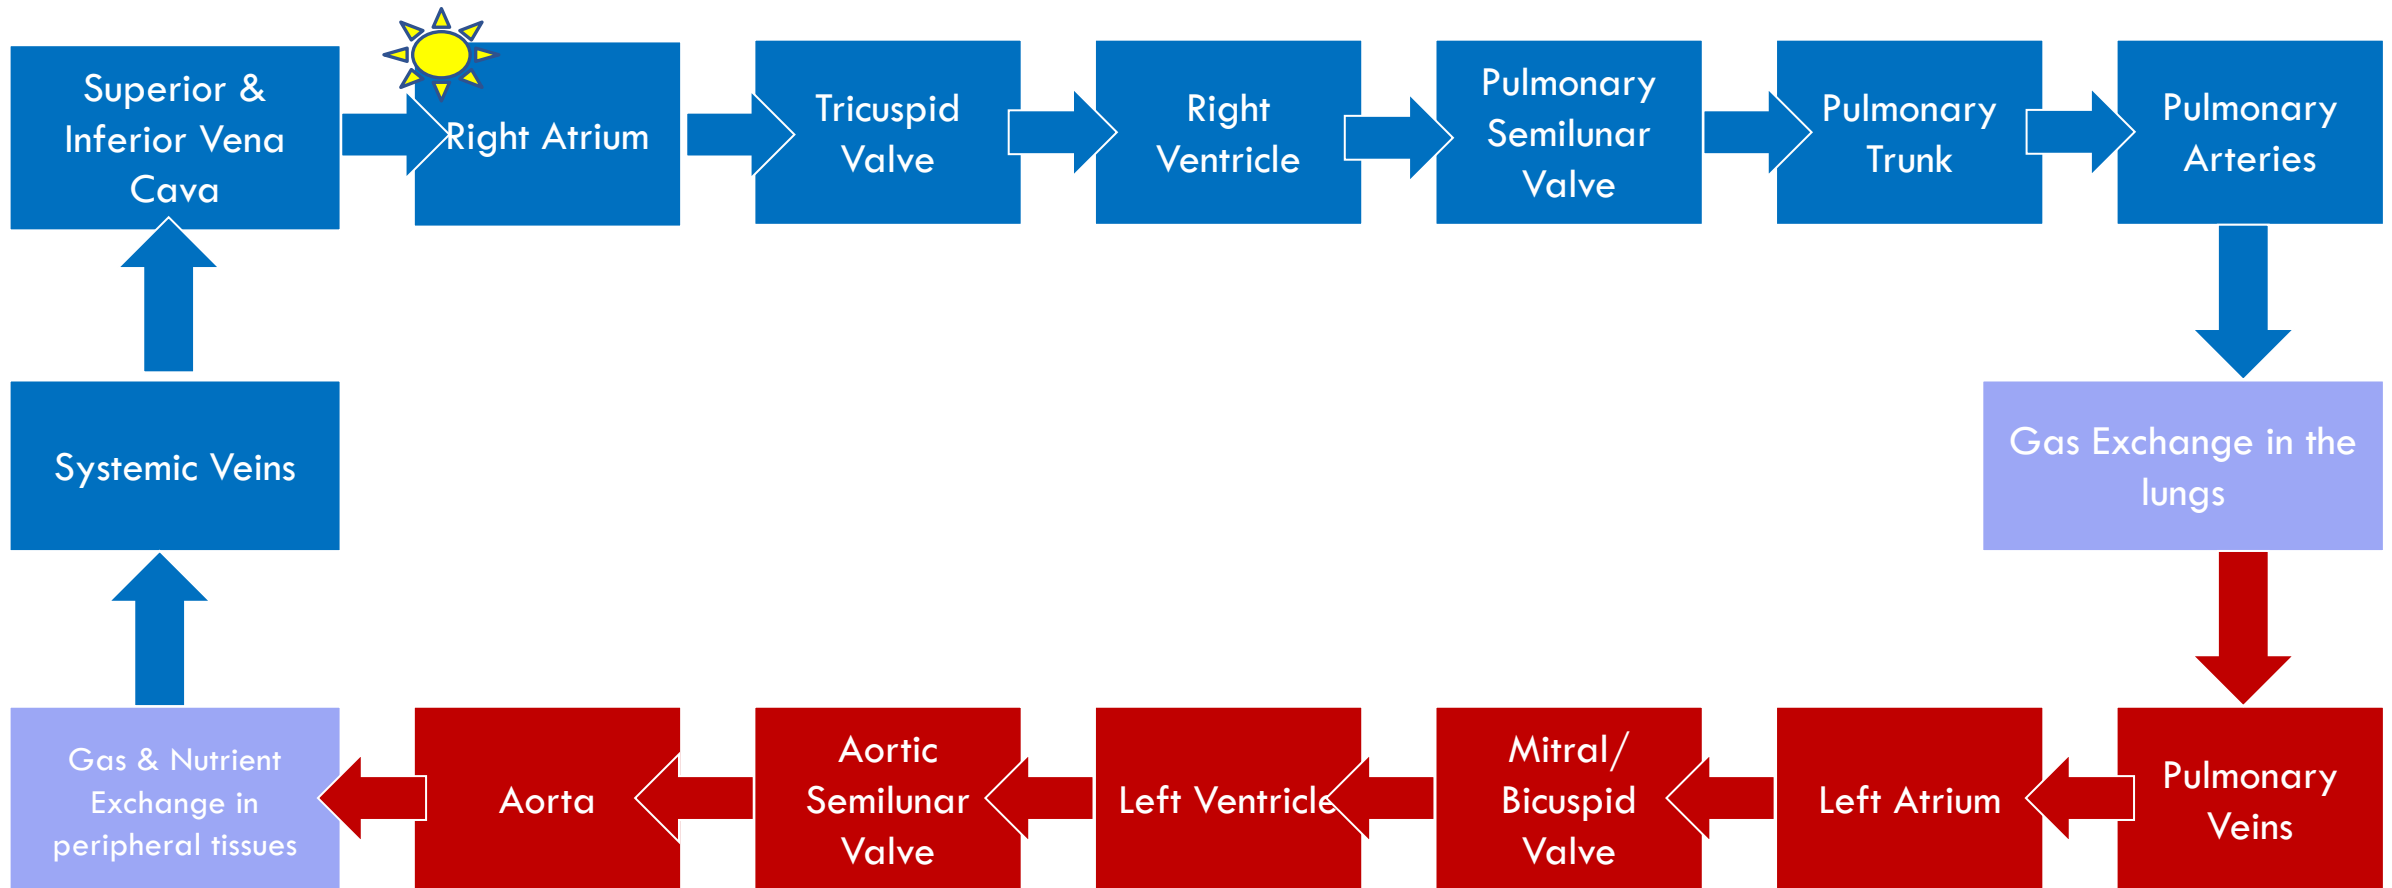 Superior &
Inferior Vena
Cava
Right Atrium
Tricuspid
Valve
Right
Ventricle
Pulmonary
Semilunar
Valve
Pulmonary
Trunk
Pulmonary
Arteries
Gas Exchange in the
lungs
Pulmonary
Veins
Left Atrium
Mitral/
Bicuspid
Valve
Left Ventricle
Aortic
Semilunar
Valve
Aorta
Gas & Nutrient
Exchange in
peripheral tissues
Systemic Veins